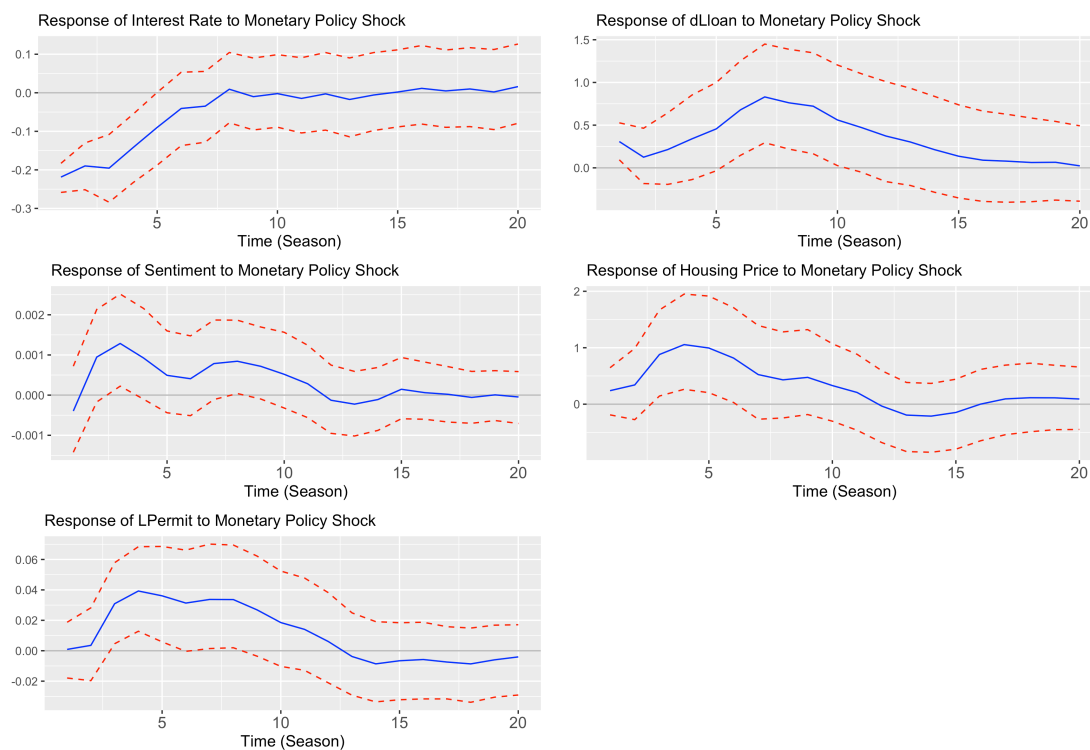 Response of Interest Rate to Monetary Policy Shock
0.1
0.0
-0.1
-0.2
-0.3
5 10 15 20
Time (Season)
Response of dLloan to Monetary Policy Shock
1.5
1.0
0.5
0.0
5 10 15 20
Time (Season)
Response of Sentiment to Monetary Policy Shock
0.002
0.001
0.000
-0.001
5 10 15 20
Time (Season)
Response of Housing Price to Monetary Policy Shock
2
1
0
5 10 15 20
Time (Season)
Response of LPermit to Monetary Policy Shock
0.06
0.04
0.02
0.00
-0.02
5 10 15 20
Time (Season)